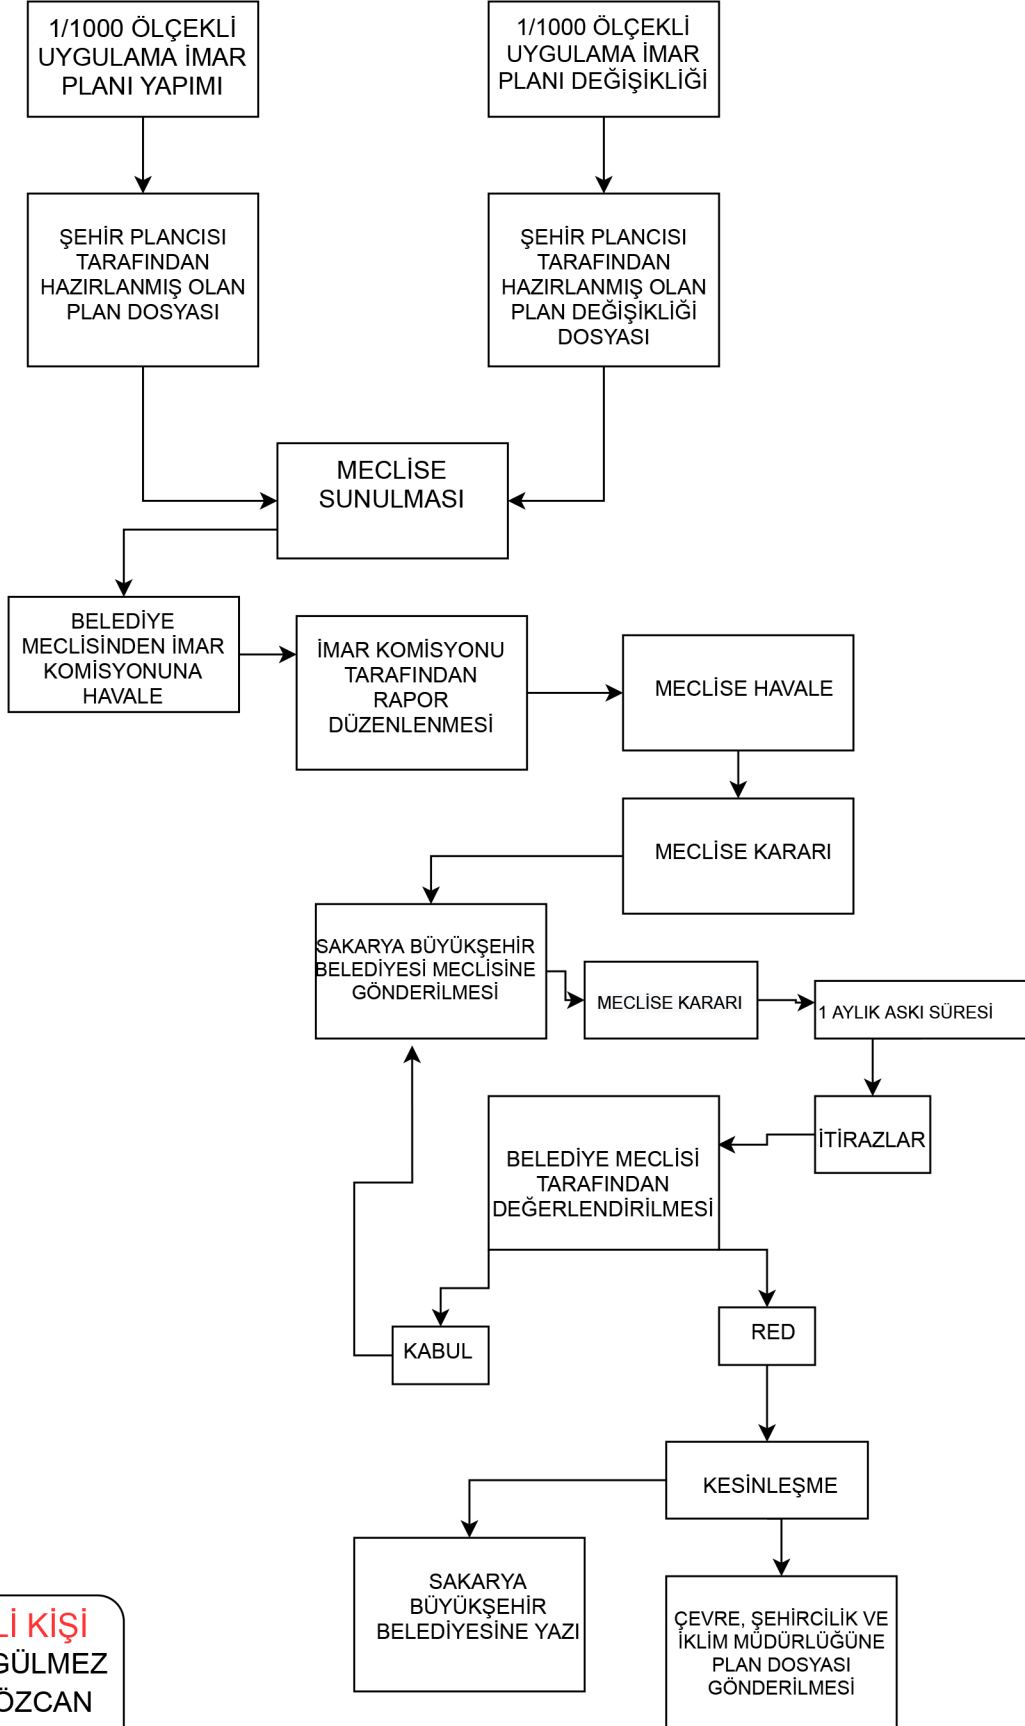 1/1000 ÖLÇEKLİ
UYGULAMA İMAR
PLANI YAPIMI
1/1000 ÖLÇEKLİ
UYGULAMA İMAR
PLANI DEĞİŞİKLİĞİ
ŞEHİR PLANCISI
TARAFINDAN
HAZIRLANMIŞ OLAN
PLAN DOSYASI
ŞEHİR PLANCISI
TARAFINDAN
HAZIRLANMIŞ OLAN
PLAN DEĞİŞİKLİĞİ
DOSYASI
MECLİSE
SUNULMASI
BELEDİYE
MECLİSİNDEN İMAR
KOMİSYONUNA
HAVALE
İMAR KOMİSYONU
TARAFINDAN
RAPOR
DÜZENLENMESİ
MECLİSE HAVALE
MECLİSE KARARI
SAKARYA BÜYÜKŞEHİR
BELEDİYESİ MECLİSİNE
GÖNDERİLMESİ
MECLİSE KARARI
1 AYLIK ASKI SÜRESİ
İTİRAZLAR
BELEDİYE MECLİSİ
TARAFINDAN
DEĞERLENDİRİLMESİ
KABUL
RED
KESİNLEŞME
SAKARYA
BÜYÜKŞEHİR
BELEDİYESİNE YAZI
ÇEVRE, ŞEHİRCİLİK VE
İKLİM MÜDÜRLÜĞÜNE
PLAN DOSYASI
GÖNDERİLMESİ
Lİ KİŞİ
GÜLMEZ
ÖZCAN